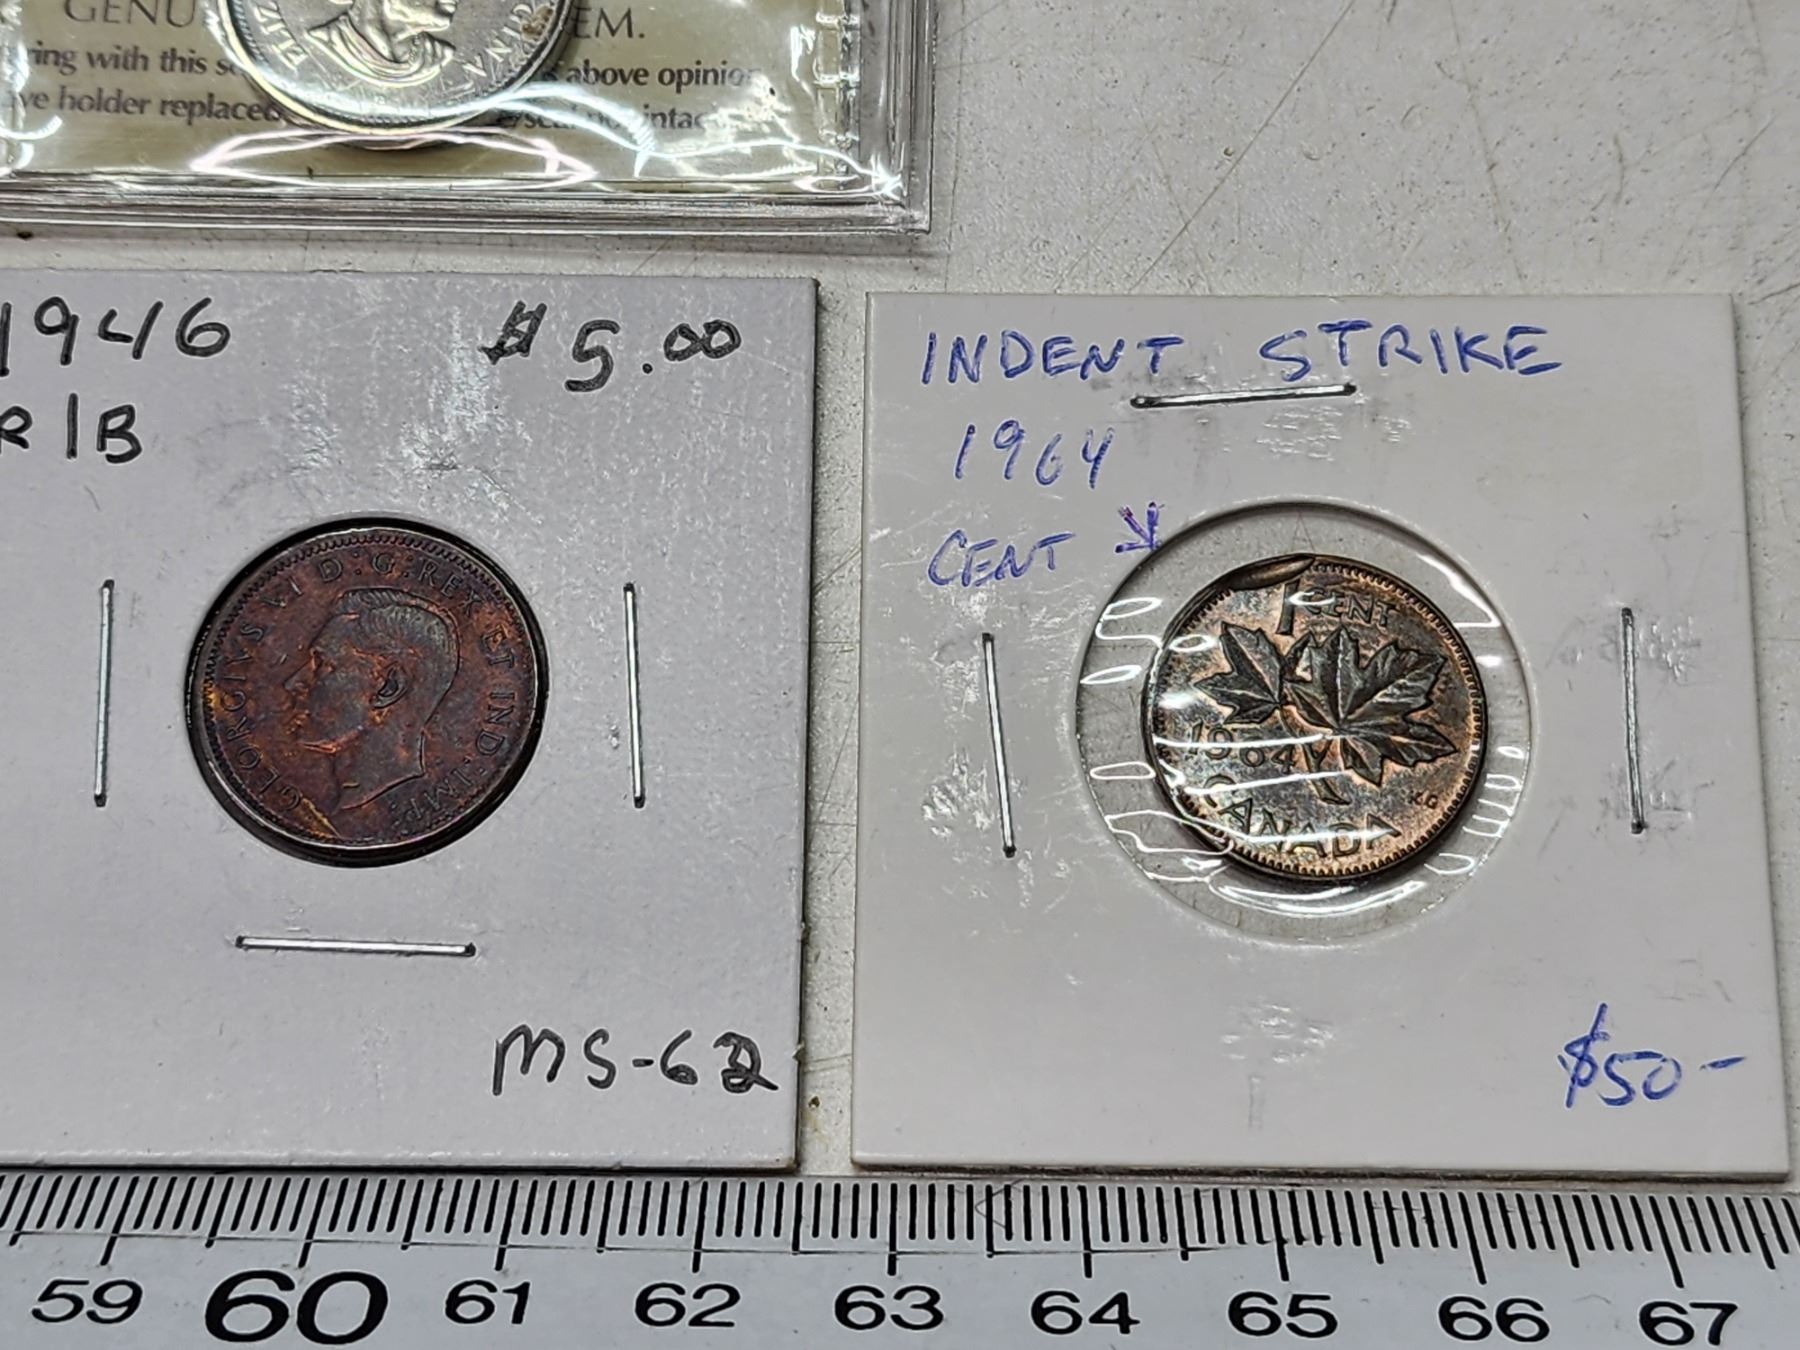 GENU EM.
ring with this s above opinio
ve holder replaced intac
1946 $5.00
R/B
GEORGIVS VI D:G:REX ET IND:IMP:
MS-62
INDENT STRIKE
1964
CENT
1 CENT
1964
KG
CANADA
$50-
59 60 61 62 63 64 65 66 67